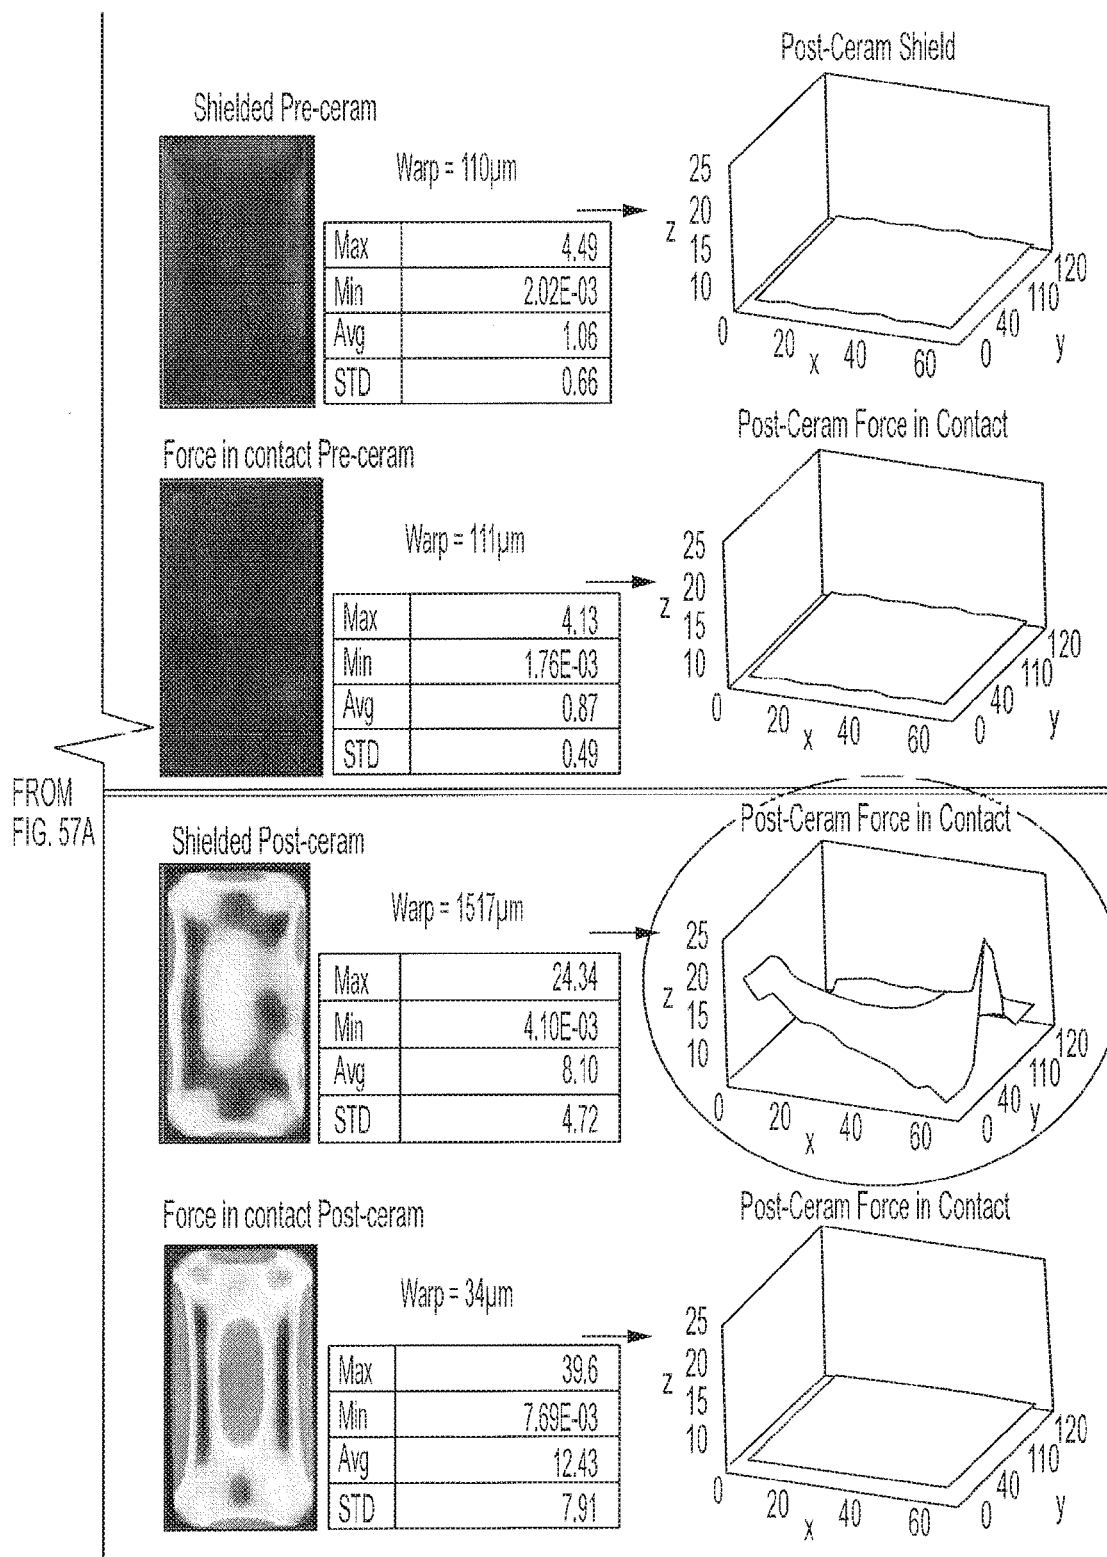 Post-Ceram Shield
Shielded Pre-ceram
Warp = 110µm
Max 4.49
Min 2.02E-03
Avg 1.06
STD 0.66
25
20
z 15
10
0 20 x 40 60 0 40 y 110 120
Force in contact Pre-ceram
Post-Ceram Force in Contact
Warp = 111µm
Max 4.13
Min 1.76E-03
Avg 0.87
STD 0.49
25
20
z 15
10
0 20 x 40 60 0 40 y 110 120
FROM
FIG. 57A
Shielded Post-ceram
Post-Ceram Force in Contact
Warp = 1517µm
Max 24.34
Min 4.10E-03
Avg 8.10
STD 4.72
25
20
z 15
10
0 20 x 40 60 0 40 y 110 120
Force in contact Post-ceram
Post-Ceram Force in Contact
Warp = 34µm
Max 39.6
Min 7.69E-03
Avg 12.43
STD 7.91
25
20
z 15
10
0 20 x 40 60 0 40 y 110 120